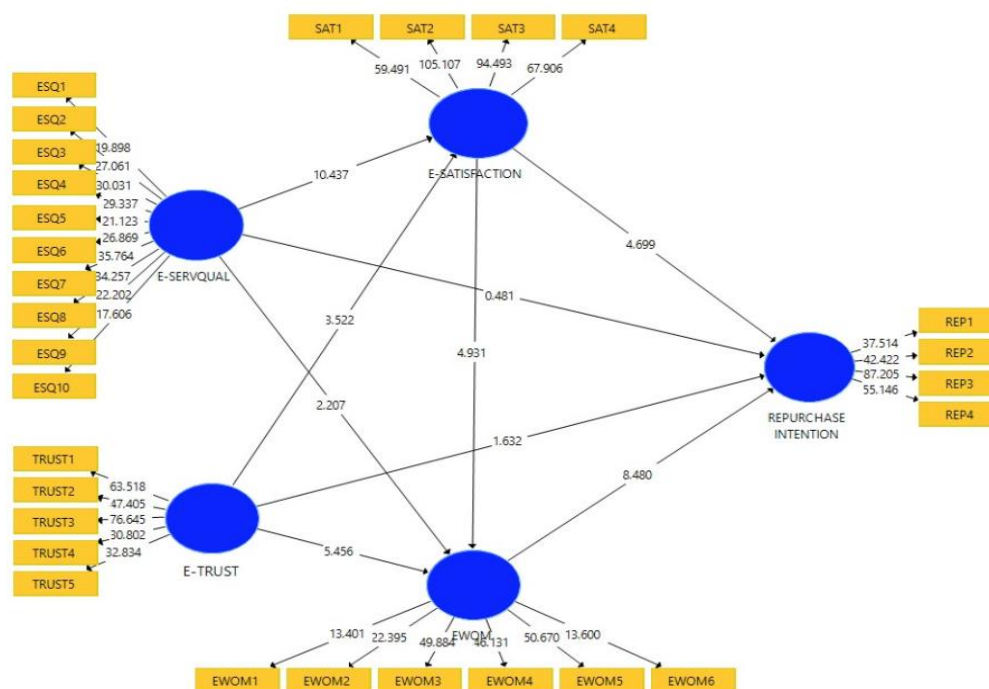 SAT1
SAT2
SAT3
SAT4
59.491
105.107
94.493
67.906
ESQ1
ESQ2
ESQ3
ESQ4
ESQ5
ESQ6
ESQ7
ESQ8
ESQ9
ESQ10
19.898
27.061
30.031
29.337
21.123
26.869
35.764
34.257
22.202
17.606
E-SERVQUAL
E-SATISFACTION
10.437
4.699
0.481
3.522
4.931
2.207
1.632
8.480
5.456
REPURCHASE
INTENTION
37.514
42.422
87.205
55.146
REP1
REP2
REP3
REP4
TRUST1
TRUST2
TRUST3
TRUST4
TRUST5
63.518
47.405
76.645
30.802
32.834
E-TRUST
EWOM
13.401
22.395
49.884
46.131
50.670
13.600
EWOM1
EWOM2
EWOM3
EWOM4
EWOM5
EWOM6